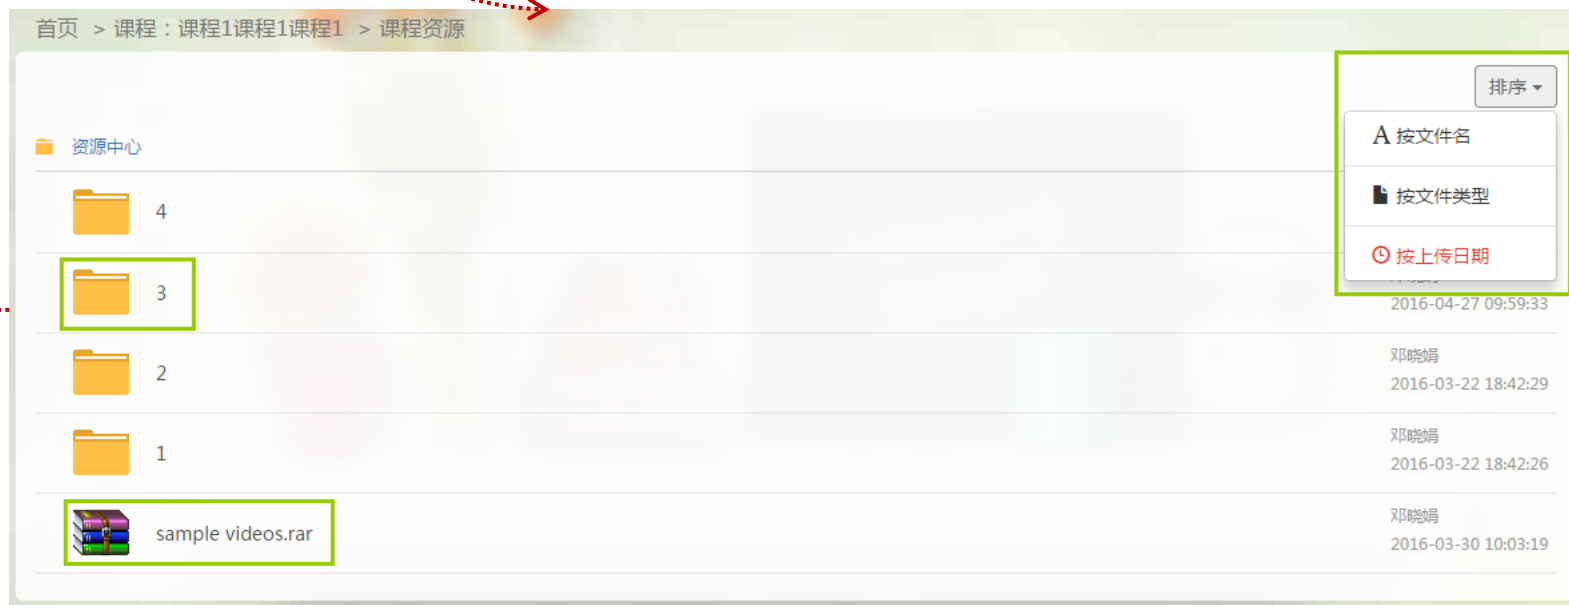 首页 > 课程：课程1课程1课程1 > 课程资源
排序
A 按文件名
按文件类型
按上传日期
资源中心
4
3
2016-04-27 09:59:33
2
邓晓娟
2016-03-22 18:42:29
1
邓晓娟
2016-03-22 18:42:26
sample videos.rar
邓晓娟
2016-03-30 10:03:19